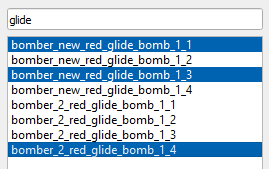 glide
bomber_new_red_glide_bomb_1_1
bomber_new_red_glide_bomb_1_2
bomber_new_red_glide_bomb_1_3
bomber_new_red_glide_bomb_1_4
bomber_2_red_glide_bomb_1_1
bomber_2_red_glide_bomb_1_2
bomber_2_red_glide_bomb_1_3
bomber_2_red_glide_bomb_1_4